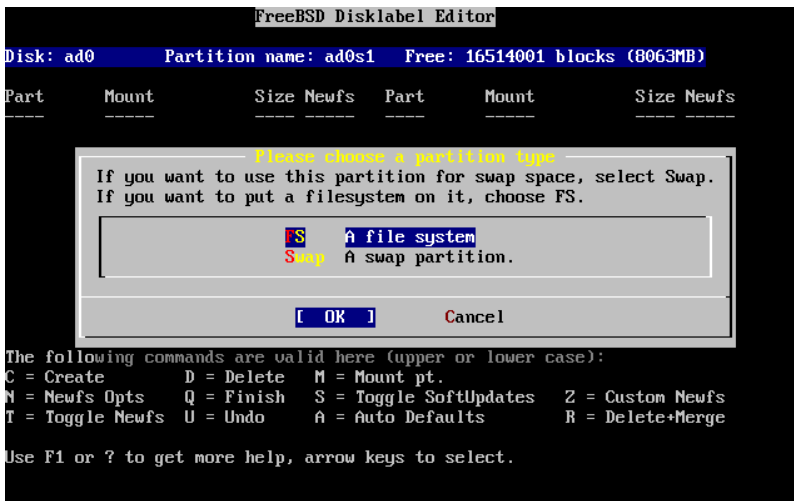 FreeBSD Disklabel Editor
Disk: ad0 Partition name: ad0s1 Free: 16514001 blocks (8063MB)
Part Mount Size Newfs Part Mount Size Newfs
---- ----- ---- ----- ---- ----- ---- -----
Please choose a partition type
If you want to use this partition for swap space, select Swap.
If you want to put a filesystem on it, choose FS.
FS A file system
Swap A swap partition.
[ OK ] Cancel
The following commands are valid here (upper or lower case):
C = Create D = Delete M = Mount pt.
N = Newfs Opts Q = Finish S = Toggle SoftUpdates Z = Custom Newfs
T = Toggle Newfs U = Undo A = Auto Defaults R = Delete+Merge
Use F1 or ? to get more help, arrow keys to select.